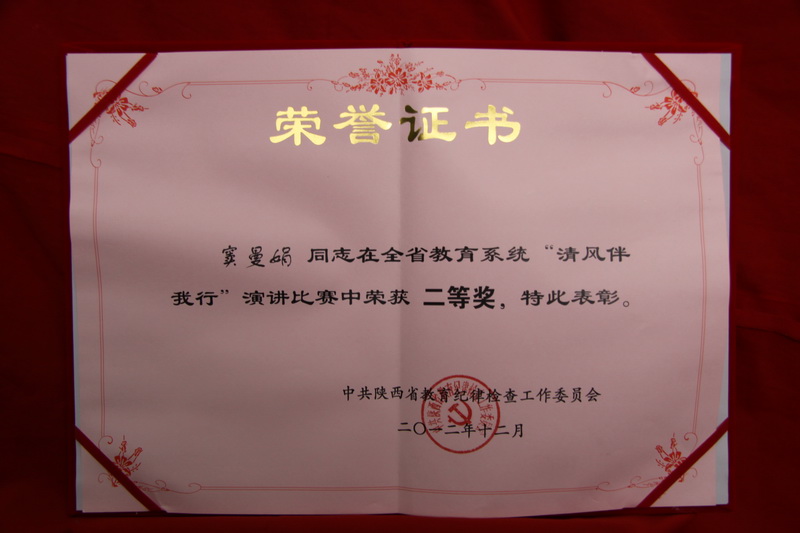 荣誉证书
窦曼娟 同志在全省教育系统“清风伴
我行”演讲比赛中荣获 二等奖，特此表彰。
中共陕西省教育纪律检查工作委员会
二〇一二年十二月